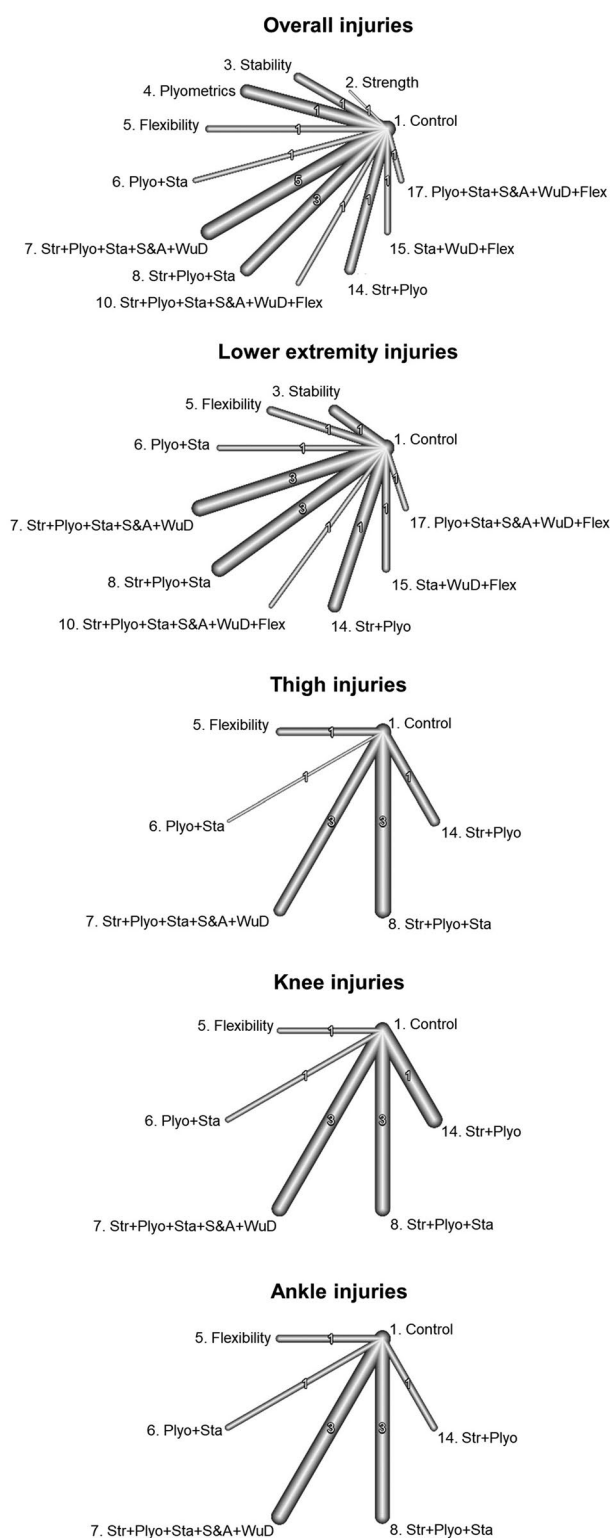 Overall injuries
3. Stability
2. Strength
4. Plyometrics
1. Control
5. Flexibility
6. Plyo+Sta
17. Plyo+Sta+S&A+WuD+Flex
7. Str+Plyo+Sta+S&A+WuD
15. Sta+WuD+Flex
8. Str+Plyo+Sta
14. Str+Plyo
10. Str+Plyo+Sta+S&A+WuD+Flex
1
1
1
1
1
5
3
1
1
1
1
Lower extremity injuries
3. Stability
5. Flexibility
1. Control
6. Plyo+Sta
17. Plyo+Sta+S&A+WuD+Flex
7. Str+Plyo+Sta+S&A+WuD
8. Str+Plyo+Sta
15. Sta+WuD+Flex
10. Str+Plyo+Sta+S&A+WuD+Flex
14. Str+Plyo
1
1
1
3
3
1
1
1
1
Thigh injuries
5. Flexibility
1. Control
6. Plyo+Sta
14. Str+Plyo
7. Str+Plyo+Sta+S&A+WuD
8. Str+Plyo+Sta
1
1
3
3
1
Knee injuries
5. Flexibility
1. Control
6. Plyo+Sta
14. Str+Plyo
7. Str+Plyo+Sta+S&A+WuD
8. Str+Plyo+Sta
1
1
3
3
1
Ankle injuries
5. Flexibility
1. Control
6. Plyo+Sta
14. Str+Plyo
7. Str+Plyo+Sta+S&A+WuD
8. Str+Plyo+Sta
1
1
3
3
1